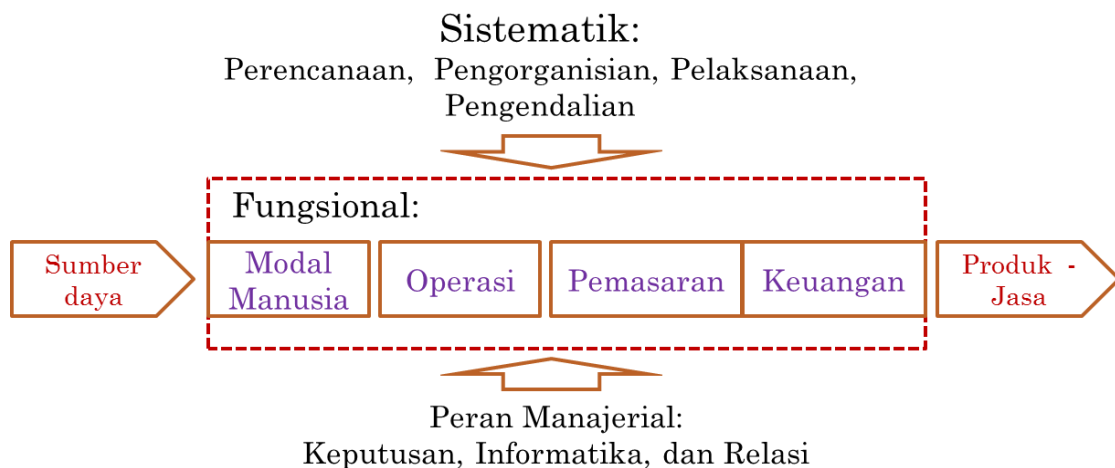 Sistematik:
Perencanaan, Pengorganisian, Pelaksanaan,
Pengendalian
Fungsional:
Sumber
daya
Modal
Manusia
Operasi
Pemasaran
Keuangan
Produk -
Jasa
Peran Manajerial:
Keputusan, Informatika, dan Relasi